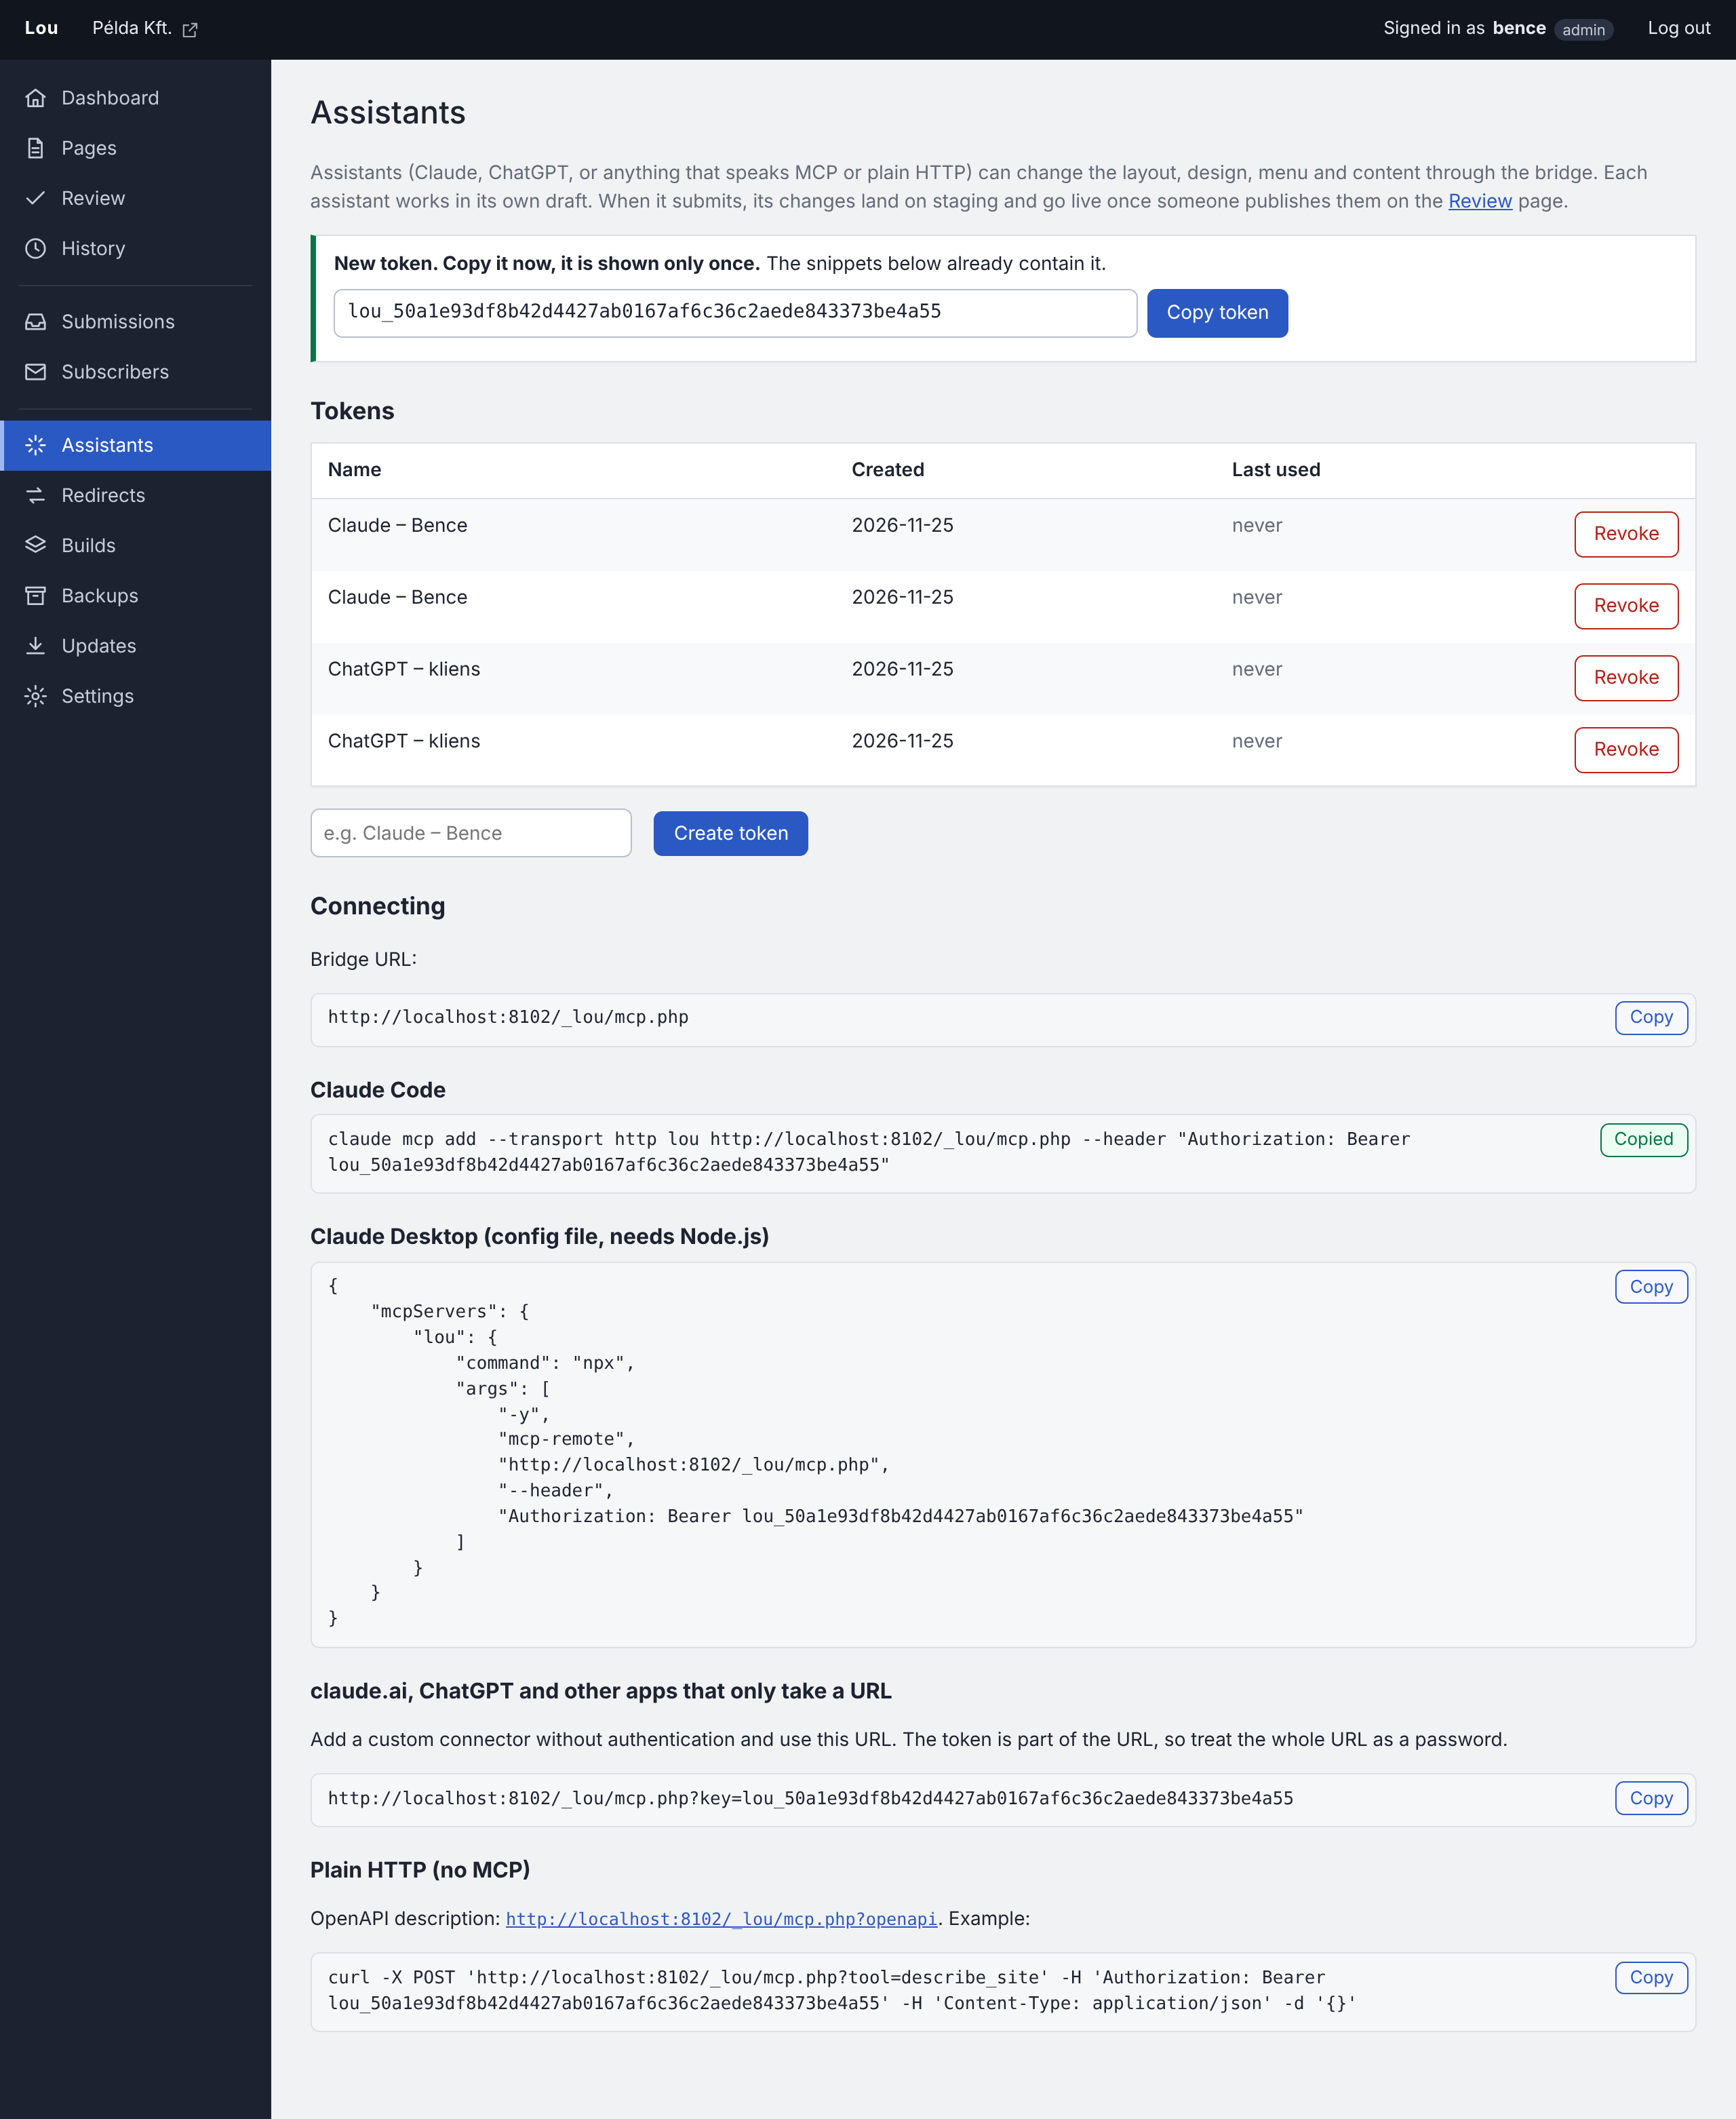 Lou
Példa Kft.
Signed in as bence admin
Log out
Dashboard
Pages
Review
History
Submissions
Subscribers
Assistants
Redirects
Builds
Backups
Updates
Settings
Assistants
Assistants (Claude, ChatGPT, or anything that speaks MCP or plain HTTP) can change the layout, design, menu and content through the bridge. Each
assistant works in its own draft. When it submits, its changes land on staging and go live once someone publishes them on the Review page.
New token. Copy it now, it is shown only once. The snippets below already contain it.
lou_50a1e93df8b42d4427ab0167af6c36c2aede843373be4a55
Copy token
Tokens
Name Created Last used
Claude – Bence 2026-11-25 never Revoke
Claude – Bence 2026-11-25 never Revoke
ChatGPT – kliens 2026-11-25 never Revoke
ChatGPT – kliens 2026-11-25 never Revoke
e.g. Claude – Bence
Create token
Connecting
Bridge URL:
http://localhost:8102/_lou/mcp.php
Copy
Claude Code
claude mcp add --transport http lou http://localhost:8102/_lou/mcp.php --header "Authorization: Bearer
lou_50a1e93df8b42d4427ab0167af6c36c2aede843373be4a55"
Copied
Claude Desktop (config file, needs Node.js)
Copy
{
    "mcpServers": {
        "lou": {
            "command": "npx",
            "args": [
                "-y",
                "mcp-remote",
                "http://localhost:8102/_lou/mcp.php",
                "--header",
                "Authorization: Bearer lou_50a1e93df8b42d4427ab0167af6c36c2aede843373be4a55"
            ]
        }
    }
}
claude.ai, ChatGPT and other apps that only take a URL
Add a custom connector without authentication and use this URL. The token is part of the URL, so treat the whole URL as a password.
http://localhost:8102/_lou/mcp.php?key=lou_50a1e93df8b42d4427ab0167af6c36c2aede843373be4a55
Copy
Plain HTTP (no MCP)
OpenAPI description: http://localhost:8102/_lou/mcp.php?openapi. Example:
curl -X POST 'http://localhost:8102/_lou/mcp.php?tool=describe_site' -H 'Authorization: Bearer
lou_50a1e93df8b42d4427ab0167af6c36c2aede843373be4a55' -H 'Content-Type: application/json' -d '{}'
Copy